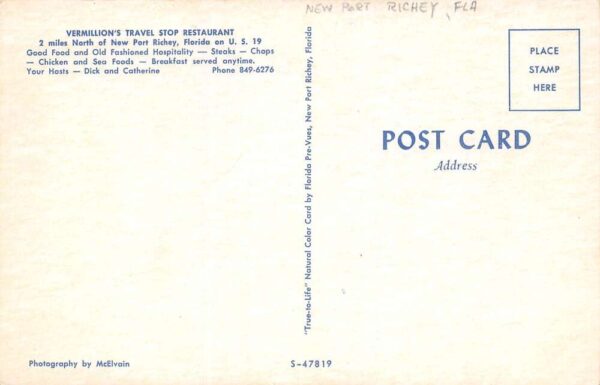 NEW PORT RICHEY, FLA
VERMILLION'S TRAVEL STOP RESTAURANT
2 miles North of New Port Richey, Florida on U. S. 19
Good Food and Old Fashioned Hospitality — Steaks — Chops
— Chicken and Sea Foods — Breakfast served anytime.
Your Hosts — Dick and Catherine Phone 849-6276
"True-to-Life" Natural Color Card by Florida Pre-Vues, New Port Richey, Florida
PLACE
STAMP
HERE
POST CARD
Address
Photography by McElvain
S-47819